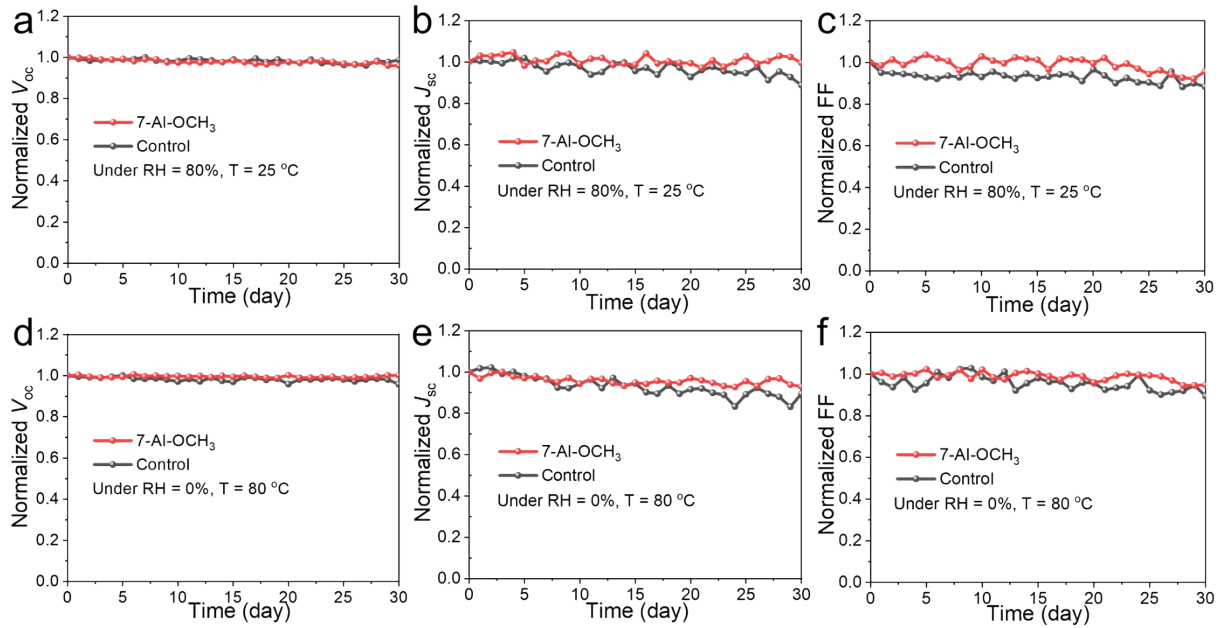 a
1.2
1.0
0.8
0.6
0.4
0.2
0.0
Normalized Voc
7-Al-OCH3
Control
Under RH = 80%, T = 25 oC
0 5 10 15 20 25 30
Time (day)
b
1.2
1.0
0.8
0.6
0.4
0.2
0.0
Normalized Jsc
7-Al-OCH3
Control
Under RH = 80%, T = 25 oC
0 5 10 15 20 25 30
Time (day)
c
1.2
1.0
0.8
0.6
0.4
0.2
0.0
Normalized FF
7-Al-OCH3
Control
Under RH = 80%, T = 25 oC
0 5 10 15 20 25 30
Time (day)
d
1.2
1.0
0.8
0.6
0.4
0.2
0.0
Normalized Voc
7-Al-OCH3
Control
Under RH = 0%, T = 80 oC
0 5 10 15 20 25 30
Time (day)
e
1.2
1.0
0.8
0.6
0.4
0.2
0.0
Normalized Jsc
7-Al-OCH3
Control
Under RH = 0%, T = 80 oC
0 5 10 15 20 25 30
Time (day)
f
1.2
1.0
0.8
0.6
0.4
0.2
0.0
Normalized FF
7-Al-OCH3
Control
Under RH = 0%, T = 80 oC
0 5 10 15 20 25 30
Time (day)